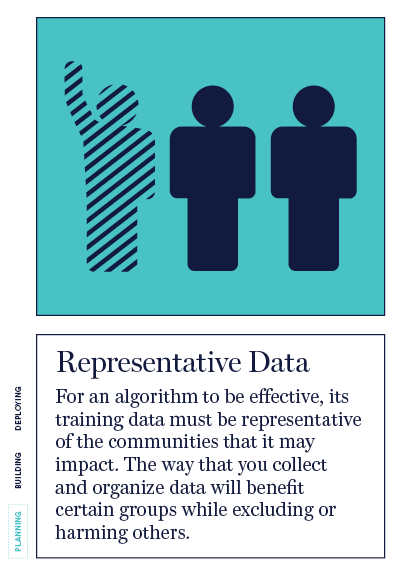 Representative Data
For an algorithm to be effective, its
training data must be representative
of the communities that it may
impact. The way that you collect
and organize data will benefit
certain groups while excluding or
harming others.
DEPLOYING
BUILDING
PLANNING